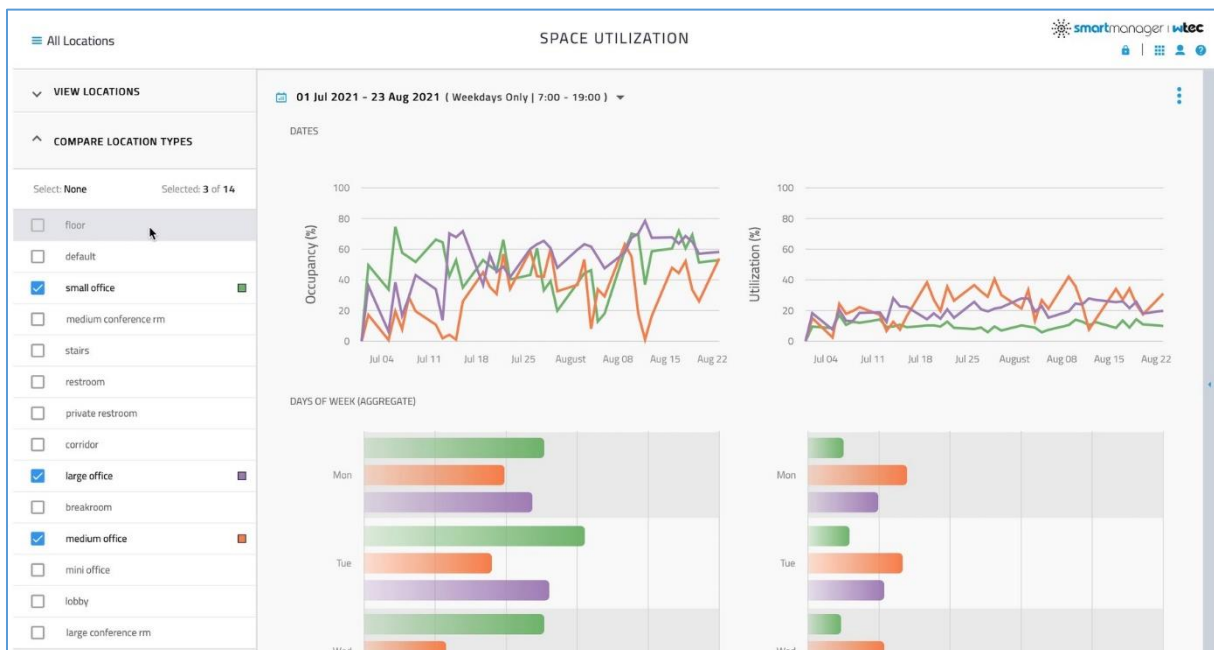 All Locations
SPACE UTILIZATION
smartmanager | wtec
VIEW LOCATIONS
COMPARE LOCATION TYPES
Select: None Selected: 3 of 14
floor
default
small office
medium conference rm
stairs
restroom
private restroom
corridor
large office
breakroom
medium office
mini office
lobby
large conference rm
01 Jul 2021 - 23 Aug 2021 ( Weekdays Only | 7:00 - 19:00 )
DATES
Occupancy (%)
100
80
60
40
20
0
Jul 04 Jul 11 Jul 18 Jul 25 August Aug 08 Aug 15 Aug 22
Utilization (%)
100
80
60
40
20
0
Jul 04 Jul 11 Jul 18 Jul 25 August Aug 08 Aug 15 Aug 22
DAYS OF WEEK (AGGREGATE)
Mon
Tue
Wed
Mon
Tue
Wed